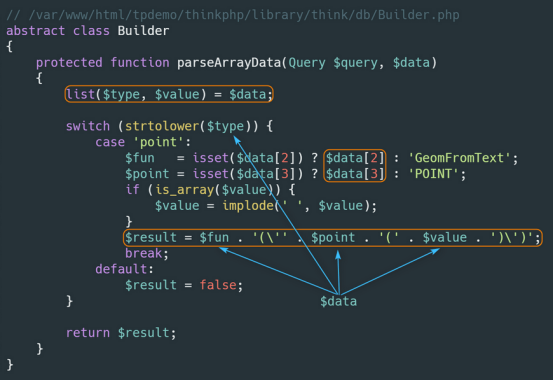 // /var/www/html/tpdemo/thinkphp/library/think/db/Builder.php
abstract class Builder
{
    protected function parseArrayData(Query $query, $data)
    {
        list($type, $value) = $data;

        switch (strtolower($type)) {
            case 'point':
                $fun   = isset($data[2]) ? $data[2] : 'GeomFromText';
                $point = isset($data[3]) ? $data[3] : 'POINT';
                if (is_array($value)) {
                    $value = implode(' ', $value);
                }
                $result = $fun . '(\'' . $point . '(' . $value . ')\')';
                break;
            default:
                $result = false;
        }
$data

        return $result;
    }
}